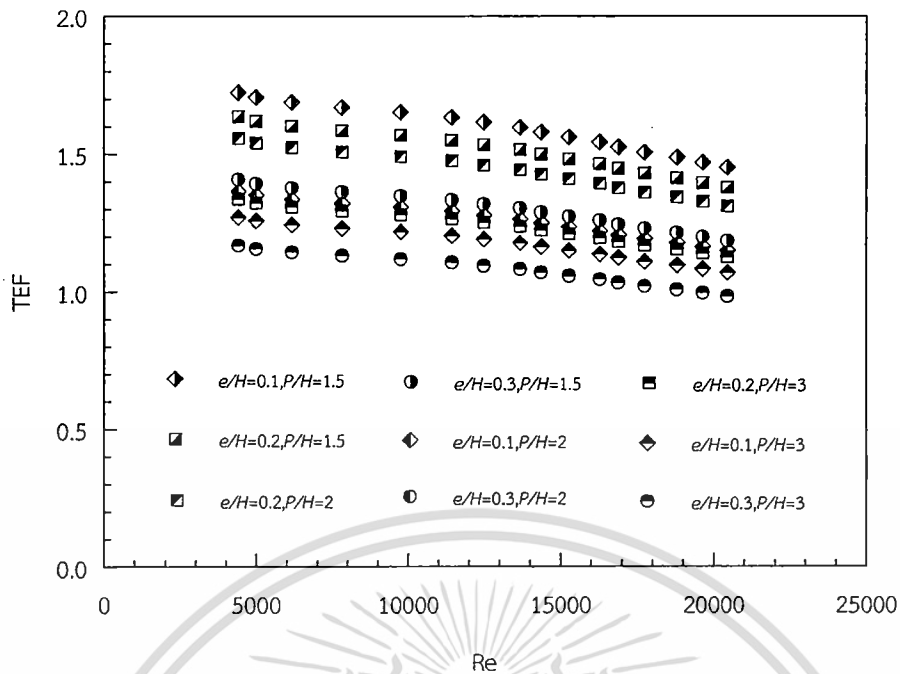 2.0
1.5
1.0
0.5
0.0
TEF
e/H=0.1,P/H=1.5
e/H=0.3,P/H=1.5
e/H=0.2,P/H=3
e/H=0.2,P/H=1.5
e/H=0.1,P/H=2
e/H=0.1,P/H=3
e/H=0.2,P/H=2
e/H=0.3,P/H=2
e/H=0.3,P/H=3
0
5000
10000
15000
20000
25000
Re